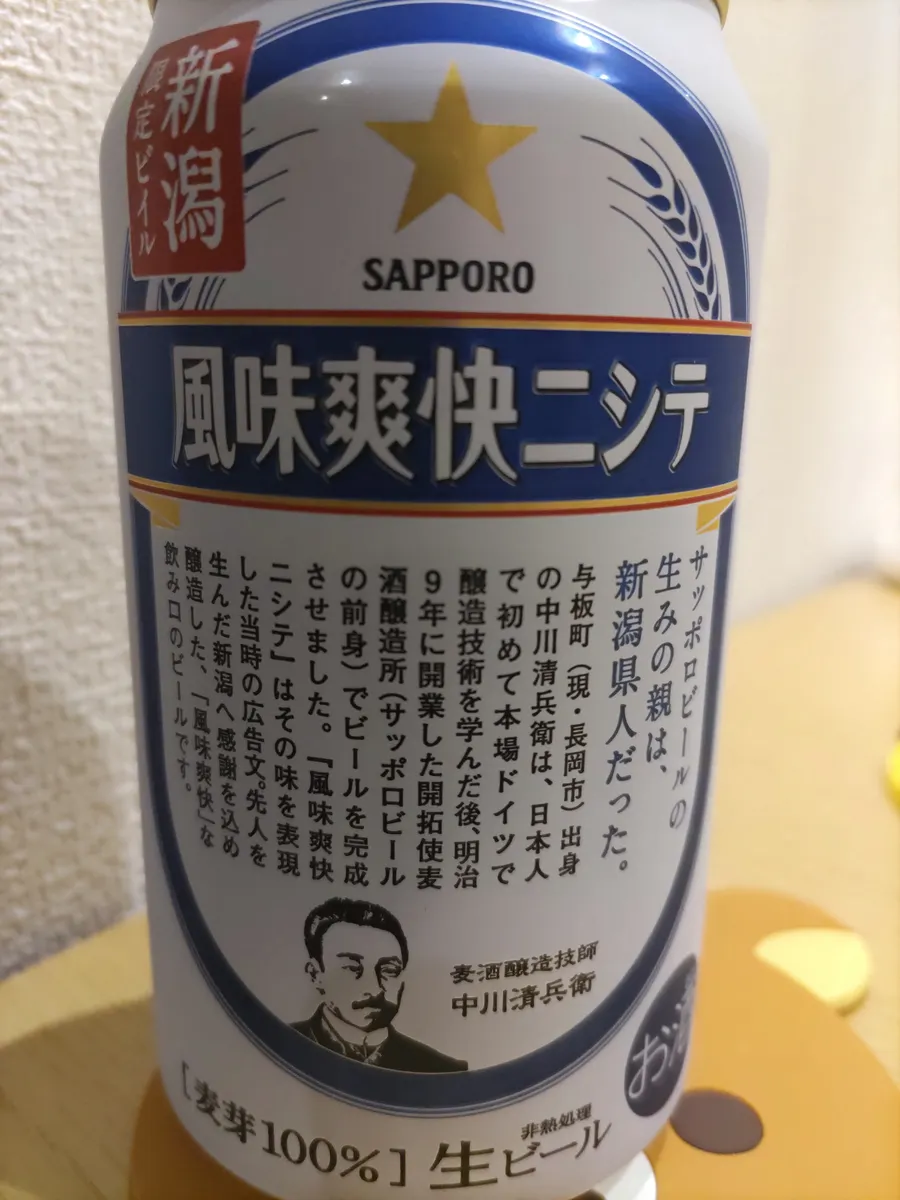 新潟
限定ビイル
SAPPORO
風味爽快ニシテ
サッポロビールの
生みの親は、
新潟県人だった。
与板町（現・長岡市）出身
の中川清兵衛は、日本人
で初めて本場ドイツで
醸造技術を学んだ後、明治
9年に開業した開拓使麦
酒醸造所（サッポロビール
の前身）でビールを完成
させました。「風味爽快
ニシテ」はその味を表現
した当時の広告文。先人を
生んだ新潟へ感謝を込め
醸造した、「風味爽快」な
飲み口のビールです。
麦酒醸造技師
中川清兵衛
お酒
[麦芽100%]
非熱処理
生ビール